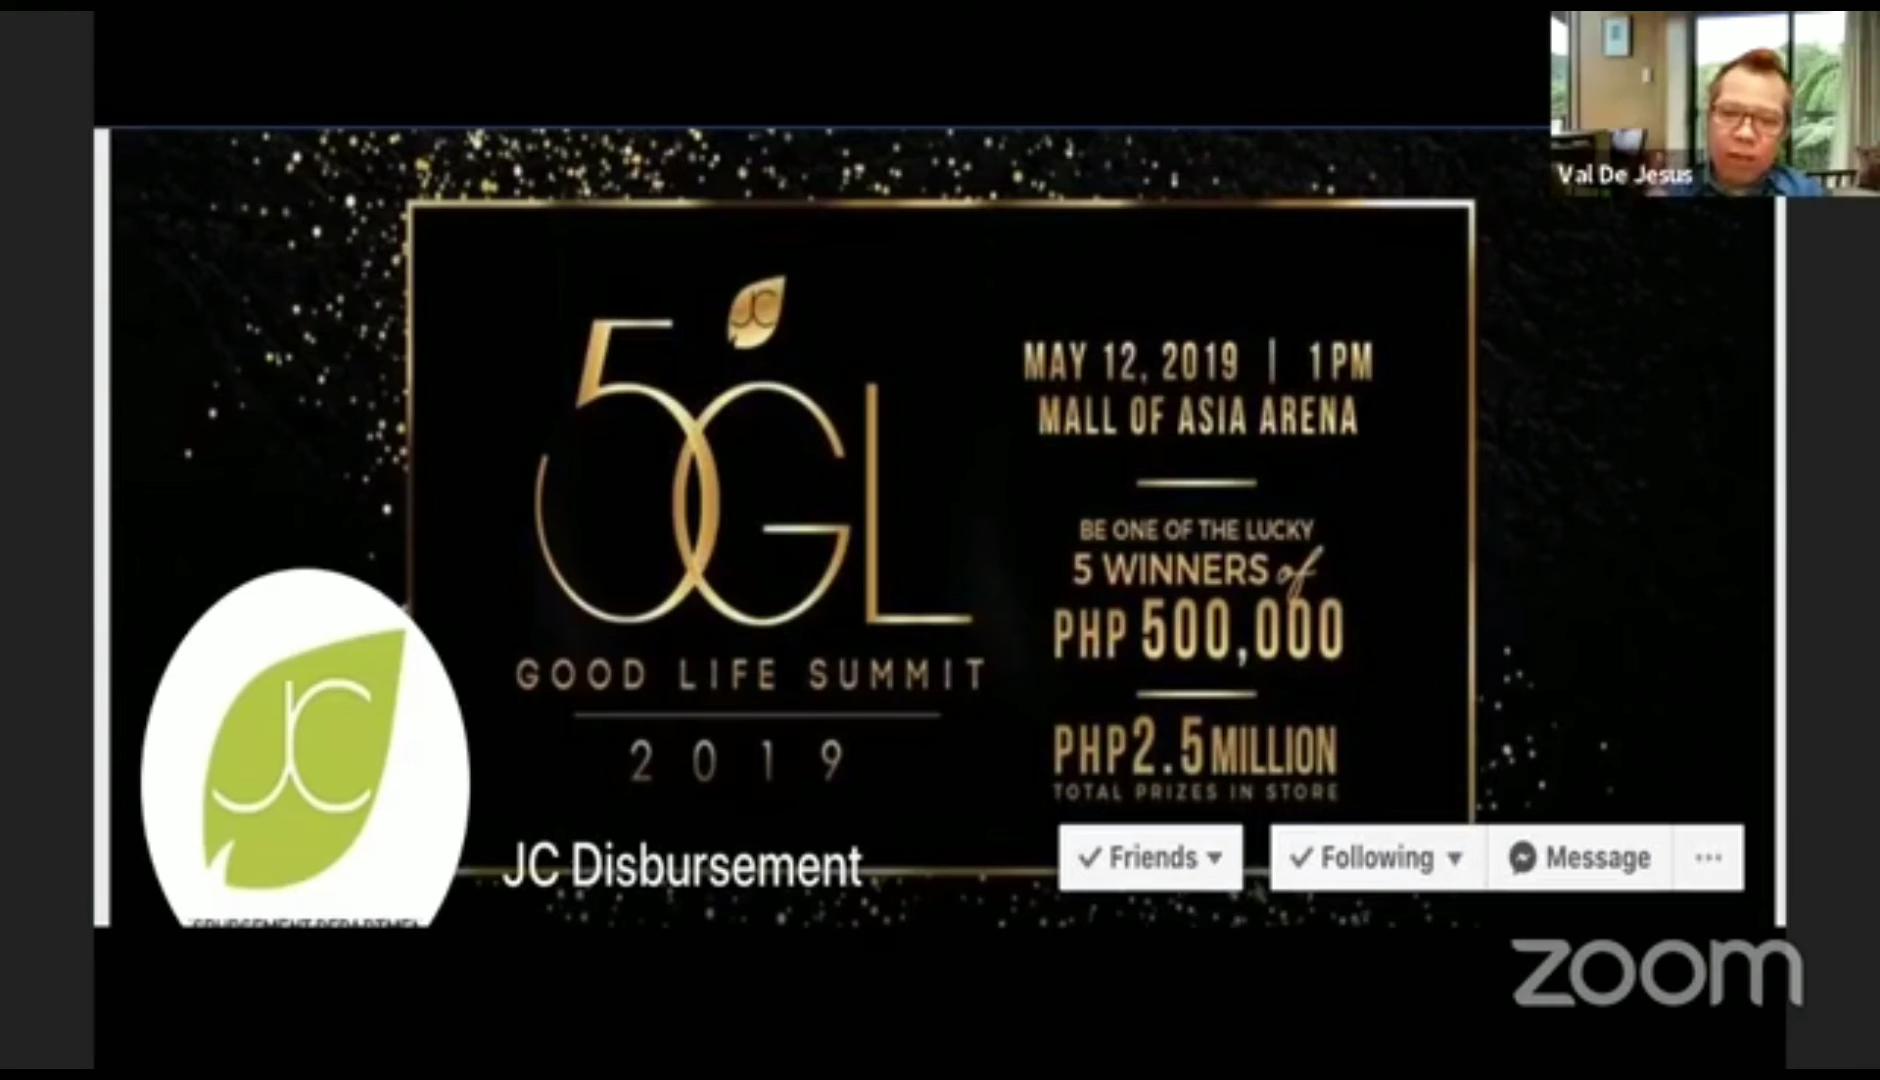 Val De Jesus
JC
5GL
GOOD LIFE SUMMIT
2019
MAY 12, 2019 | 1PM
MALL OF ASIA ARENA
BE ONE OF THE LUCKY
5 WINNERS of
PHP 500,000
PHP2.5 MILLION
TOTAL PRIZES IN STORE
JC
JC Disbursement
Friends
Following
Message
zoom